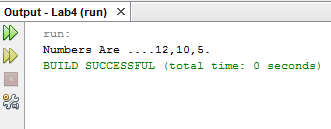 Output - Lab4 (run)
run:
Numbers Are ....12,10,5.
BUILD SUCCESSFUL (total time: 0 seconds)